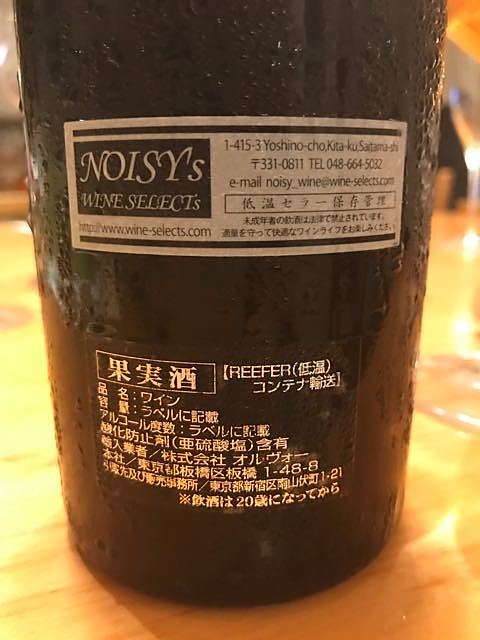 NOISY's
WINE SELECTS
http://www.wine-selects.com
1-415-3 Yoshino-cho,Kita-ku,Saitama-shi
〒331-0811 TEL 048-664-5032
e-mail noisy_wine@wine-selects.com
低温セラー保存管理
未成年者の飲酒は法律で禁止されています。
適量を守って快適なワインライフをお楽しみください。
果実酒 【REEFER(低温)
コンテナ輸送】
品名:ワイン
容量:ラベルに記載
アルコール度数:ラベルに記載
酸化防止剤(亜硫酸塩)含有
輸入業者/株式会社 オルヴォー
本社/東京都板橋区板橋 1-48-8
引取先及び販売事務所/東京都新宿区南山伏町1-21
※飲酒は20歳になってから